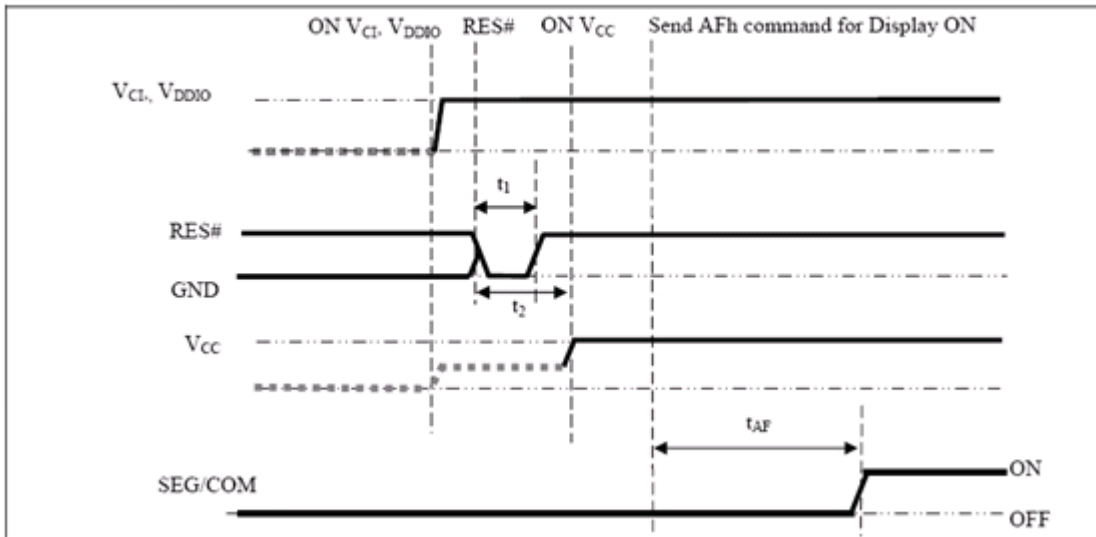 ON VCI, VDDIO RES# ON VCC Send AFh command for Display ON
VCI,, VDDIO
t1
RES#
GND
t2
VCC
tAF
SEG/COM
ON
OFF